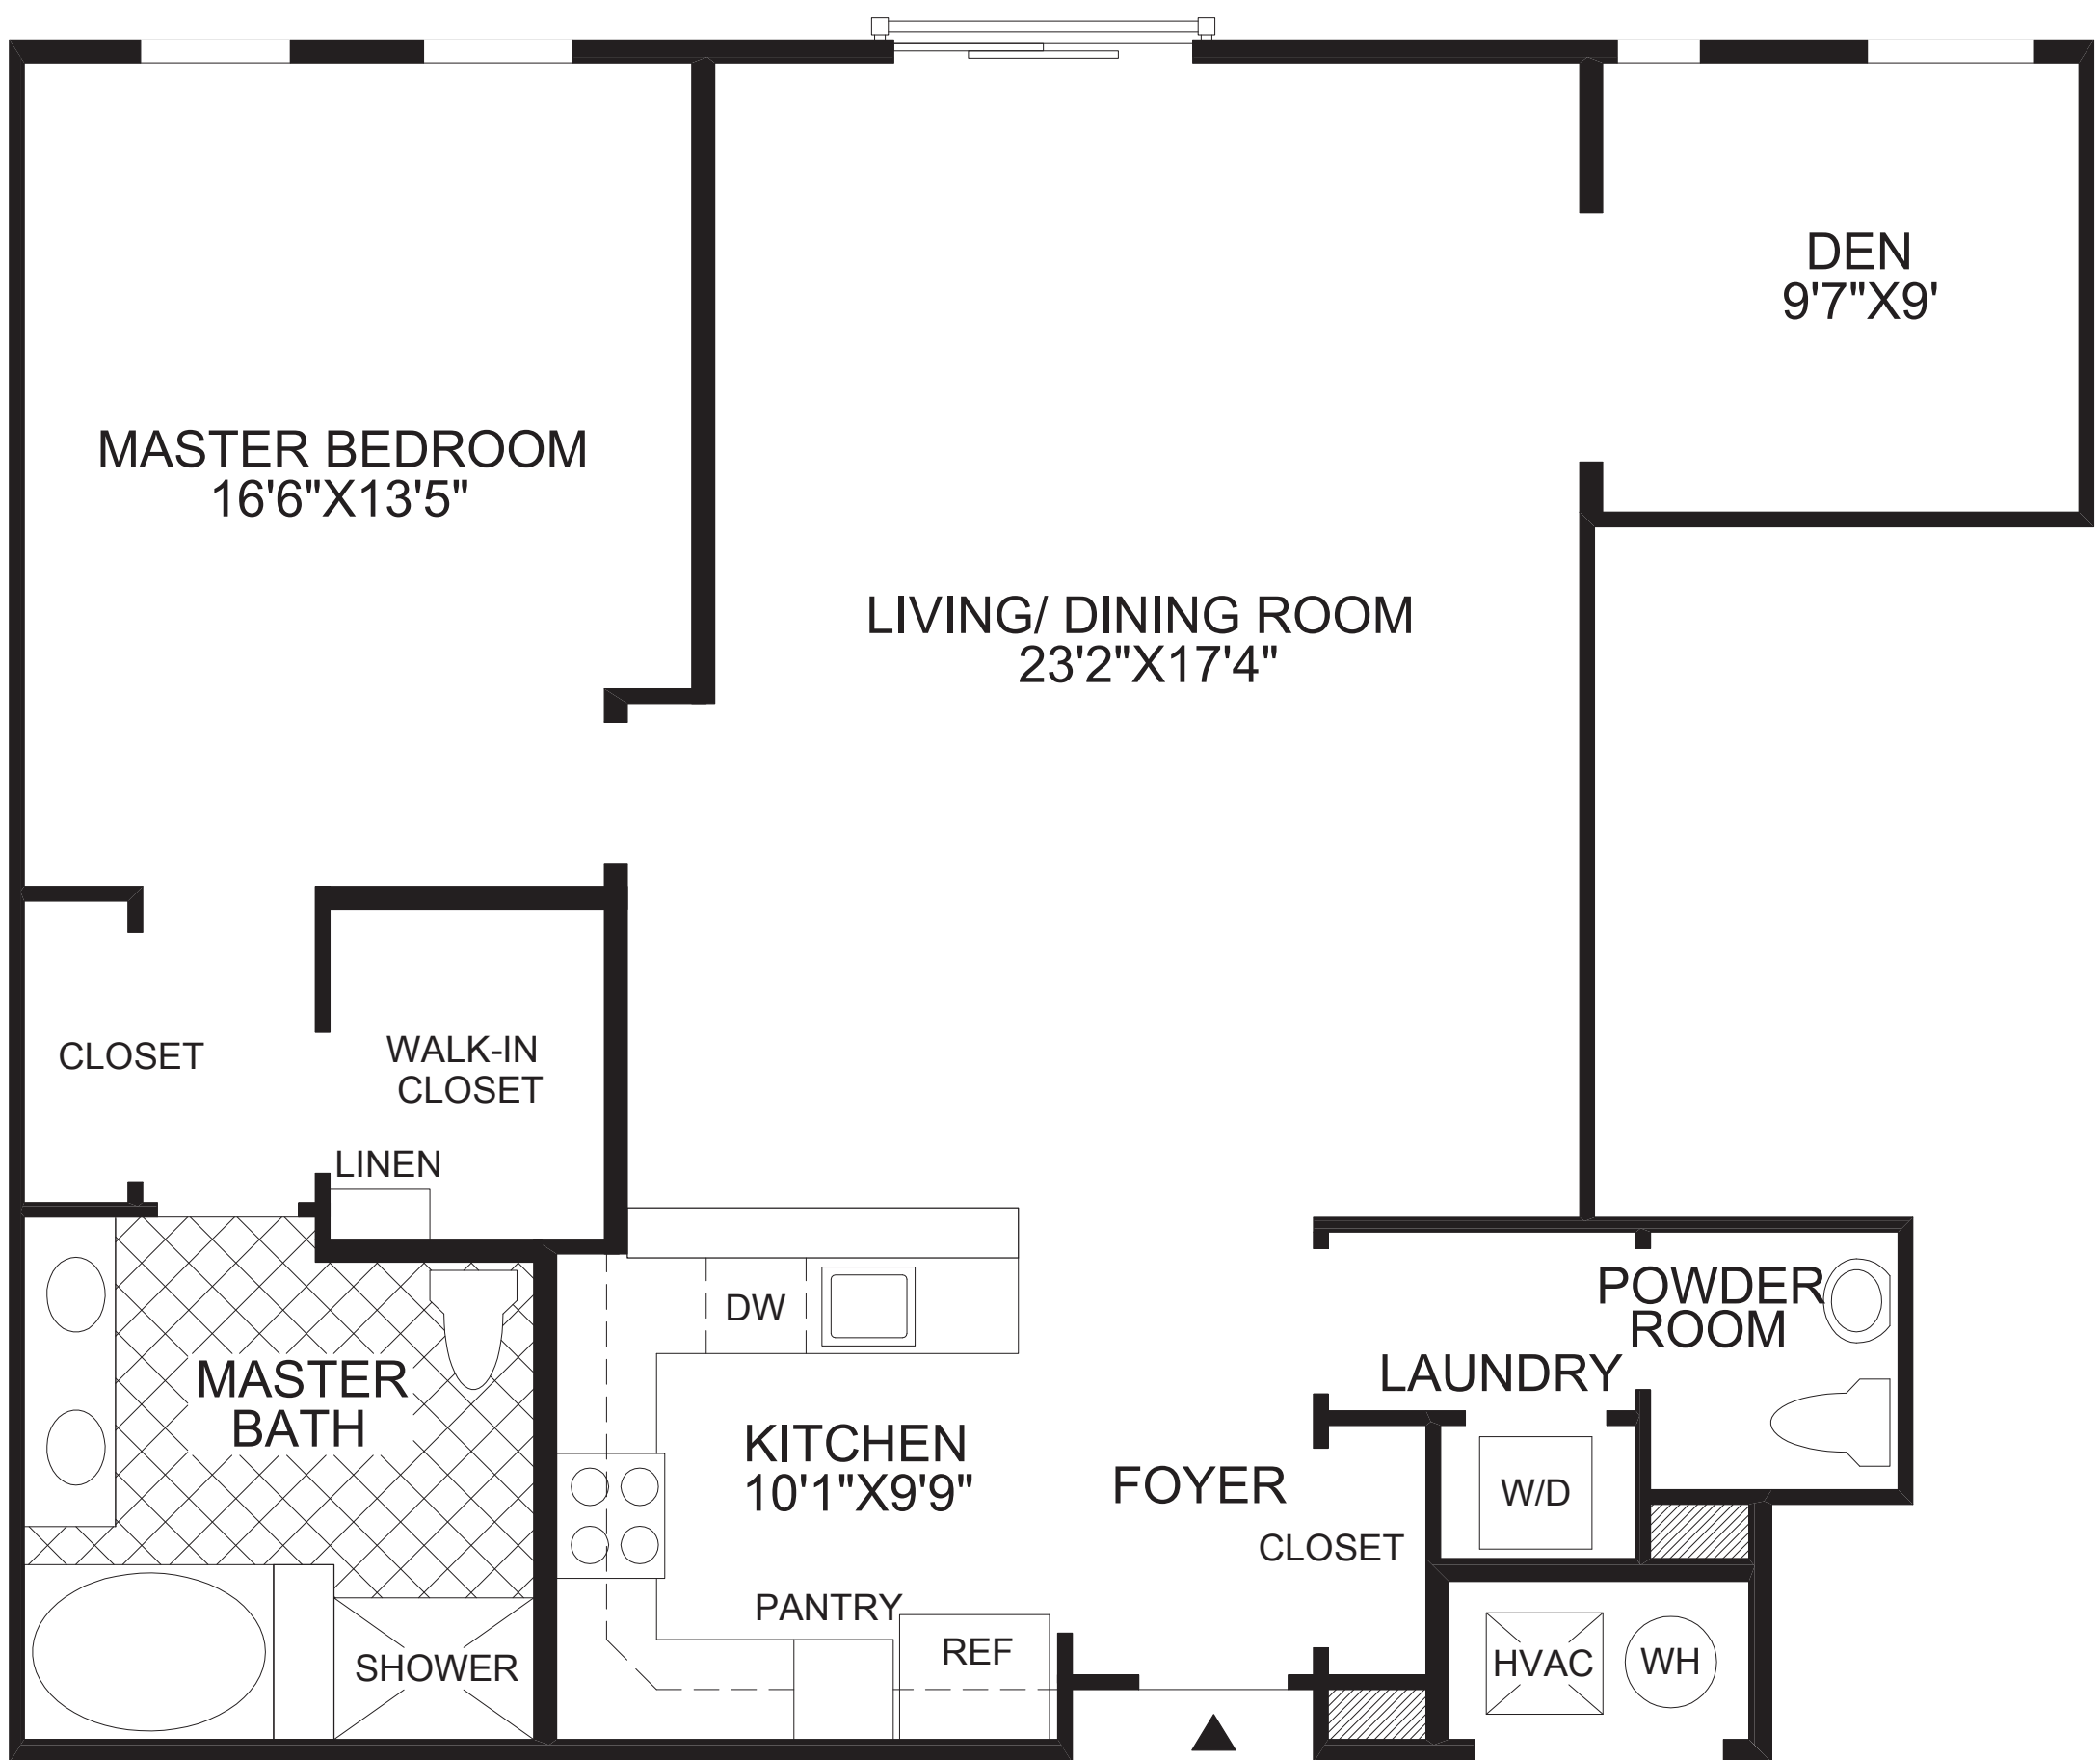 DEN
9'7"X9'
MASTER BEDROOM
16'6"X13'5"
LIVING/ DINING ROOM
23'2"X17'4"
CLOSET
WALK-IN
CLOSET
LINEN
POWDER
ROOM
DW
LAUNDRY
MASTER
BATH
KITCHEN
10'1"X9'9"
FOYER
W/D
CLOSET
PANTRY
REF
SHOWER
HVAC
WH